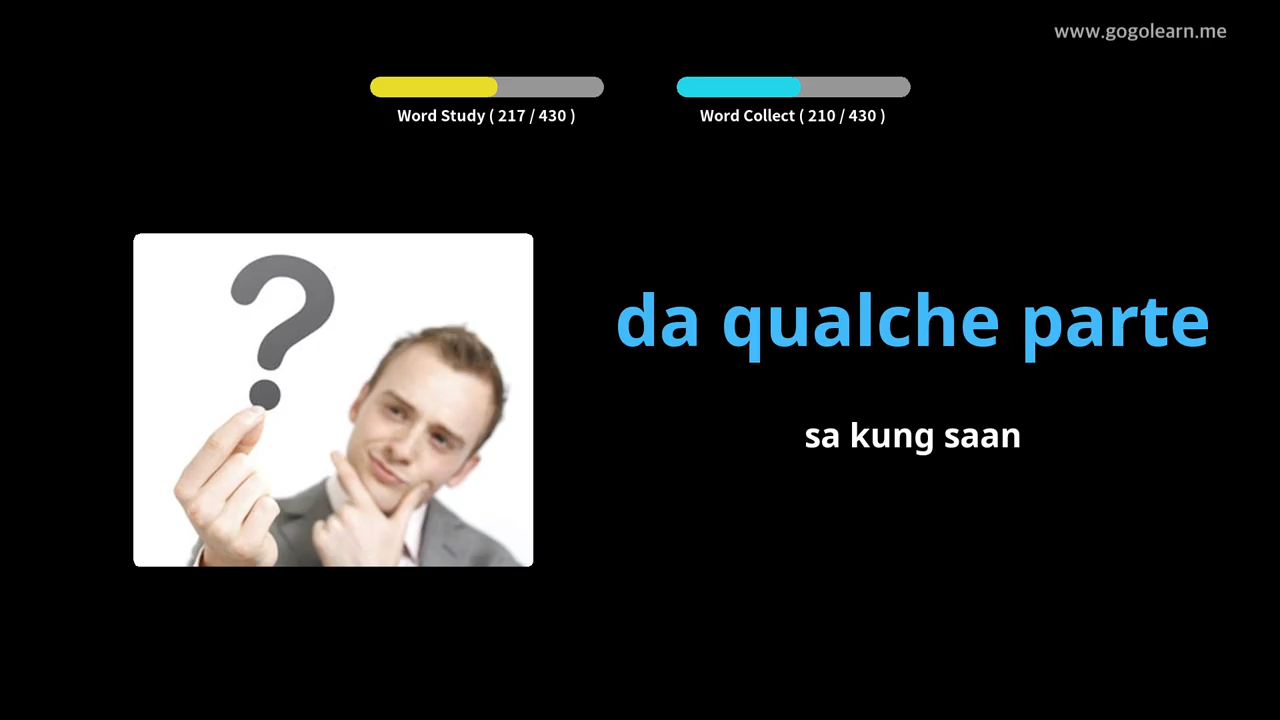 www.gogolearn.me
Word Study ( 217 / 430 )
Word Collect ( 210 / 430 )
da qualche parte
sa kung saan